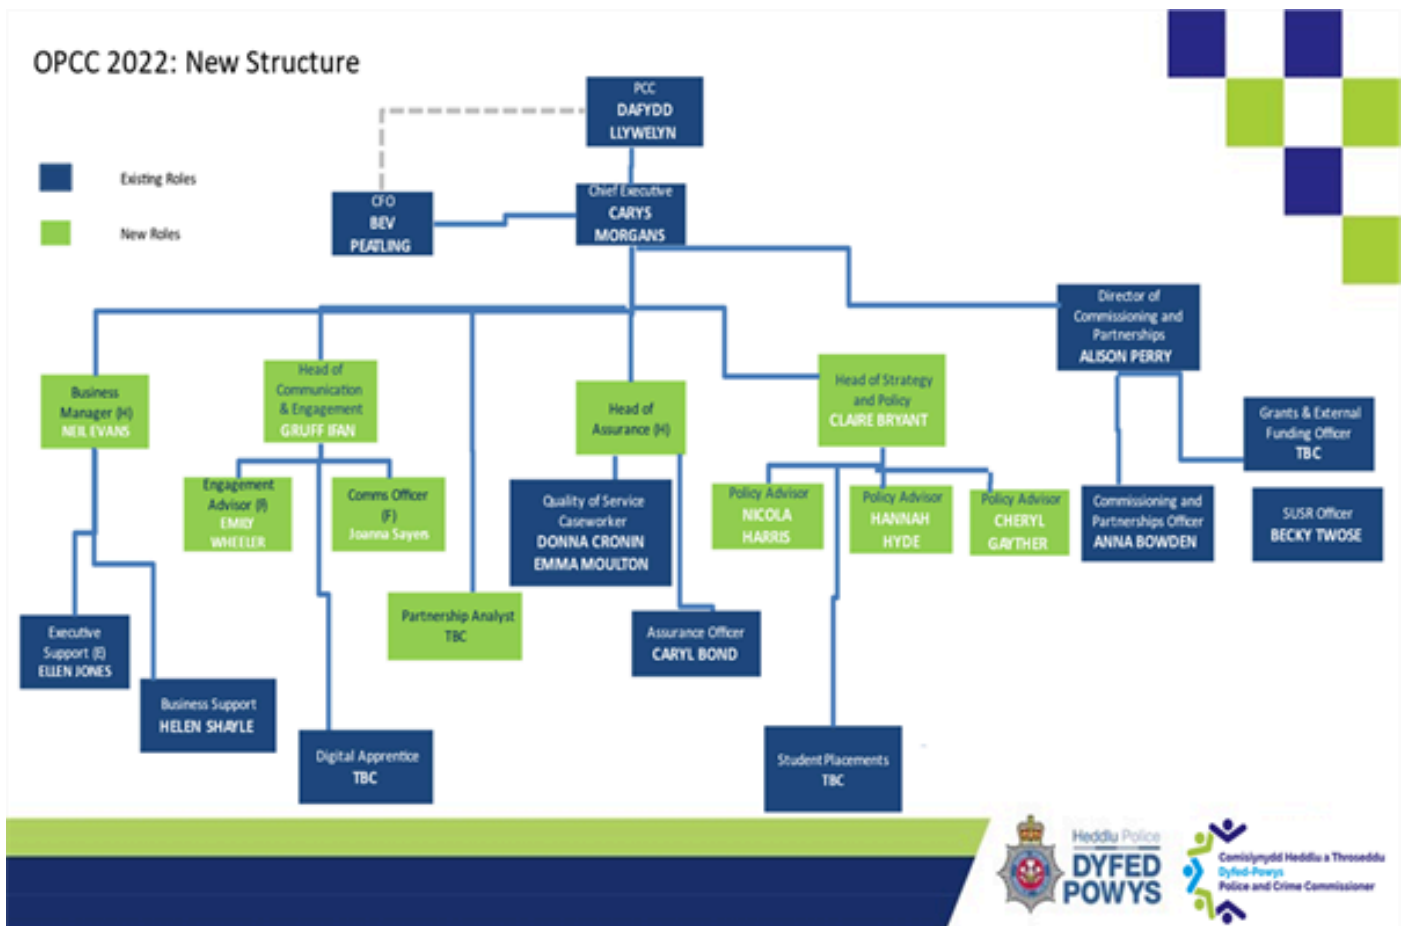 OPCC 2022: New Structure
PCC
DAFYDD
LLYWELYN
Existing Roles
New Roles
CFO
BEV
PEATLING
Chief Executive
CARYS
MORGANS
Director of
Commissioning and
Partnerships
ALISON PERRY
Business
Manager (H)
NEIL EVANS
Head of
Communication
& Engagement
GRUFF IFAN
Head of
Assurance (H)
Head of Strategy
and Policy
CLAIRE BRYANT
Grants & External
Funding Officer
TBC
Engagement
Advisor (F)
EMILY
WHEELER
Comms Officer
(F)
Joanna Sayers
Quality of Service
Caseworker
DONNA CRONIN
EMMA MOULTON
Policy Advisor
NICOLA
HARRIS
Policy Advisor
HANNAH
HYDE
Policy Advisor
CHERYL
GAYTHER
Commissioning and
Partnerships Officer
ANNA BOWDEN
SUSR Officer
BECKY TWOSE
Partnership Analyst
TBC
Executive
Support (E)
ELLEN JONES
Assurance Officer
CARYL BOND
Business Support
HELEN SHAYLE
Digital Apprentice
TBC
Student Placements
TBC
Heddlu Police
DYFED
POWYS
Comisiynydd Heddlu a Throseddu
Dyfed-Powys
Police and Crime Commissioner